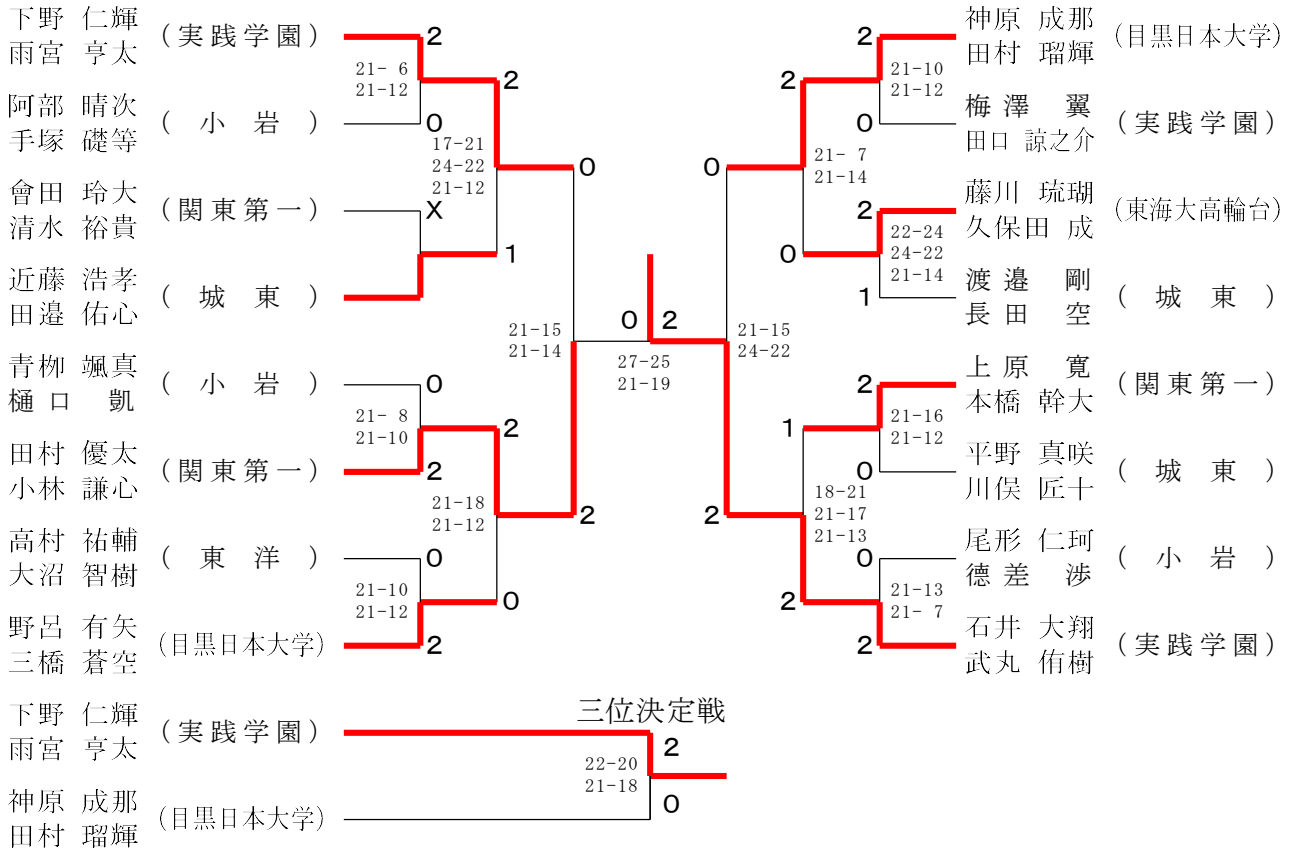 下野 仁輝
雨宮 亨太
(実践学園)
2
21- 6
21-12
阿部 晴次
手塚 礎等
( 小 岩 )
0
2
17-21
24-22
21-12
會田 玲大
清水 裕貴
(関東第一)
X
近藤 浩孝
田邉 佑心
( 城 東 )
1
0
青栁 颯真
樋口 凱
( 小 岩 )
0
21- 8
21-10
田村 優太
小林 謙心
(関東第一)
2
2
21-18
21-12
高村 祐輔
大沼 智樹
( 東 洋 )
0
21-10
21-12
野呂 有矢
三橋 蒼空
(目黒日本大学)
2
0
2
21-15
21-14
0
2
27-25
21-19
神原 成那
田村 瑠輝
(目黒日本大学)
2
21-10
21-12
梅澤 翼
田口 諒之介
(実践学園)
0
2
21- 7
21-14
藤川 琉瑚
久保田 成
(東海大高輪台)
2
22-24
24-22
21-14
渡邉 剛
長田 空
( 城 東 )
1
0
0
21-15
24-22
上原 寛
本橋 幹大
(関東第一)
2
21-16
21-12
平野 真咲
川俣 匠十
( 城 東 )
0
1
18-21
21-17
21-13
尾形 仁珂
德差 渉
( 小 岩 )
0
21-13
21- 7
石井 大翔
武丸 侑樹
(実践学園)
2
2
2
三位決定戦
下野 仁輝
雨宮 亨太
(実践学園)
2
22-20
21-18
神原 成那
田村 瑠輝
(目黒日本大学)
0